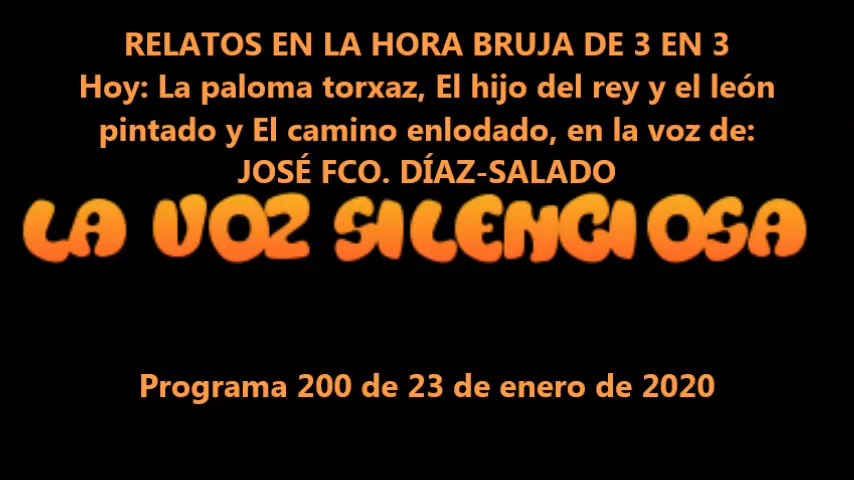 RELATOS EN LA HORA BRUJA DE 3 EN 3
Hoy: La paloma torxaz, El hijo del rey y el león
pintado y El camino enlodado, en la voz de:
JOSÉ FCO. DÍAZ-SALADO
LA VOZ SILENCIOSA
Programa 200 de 23 de enero de 2020